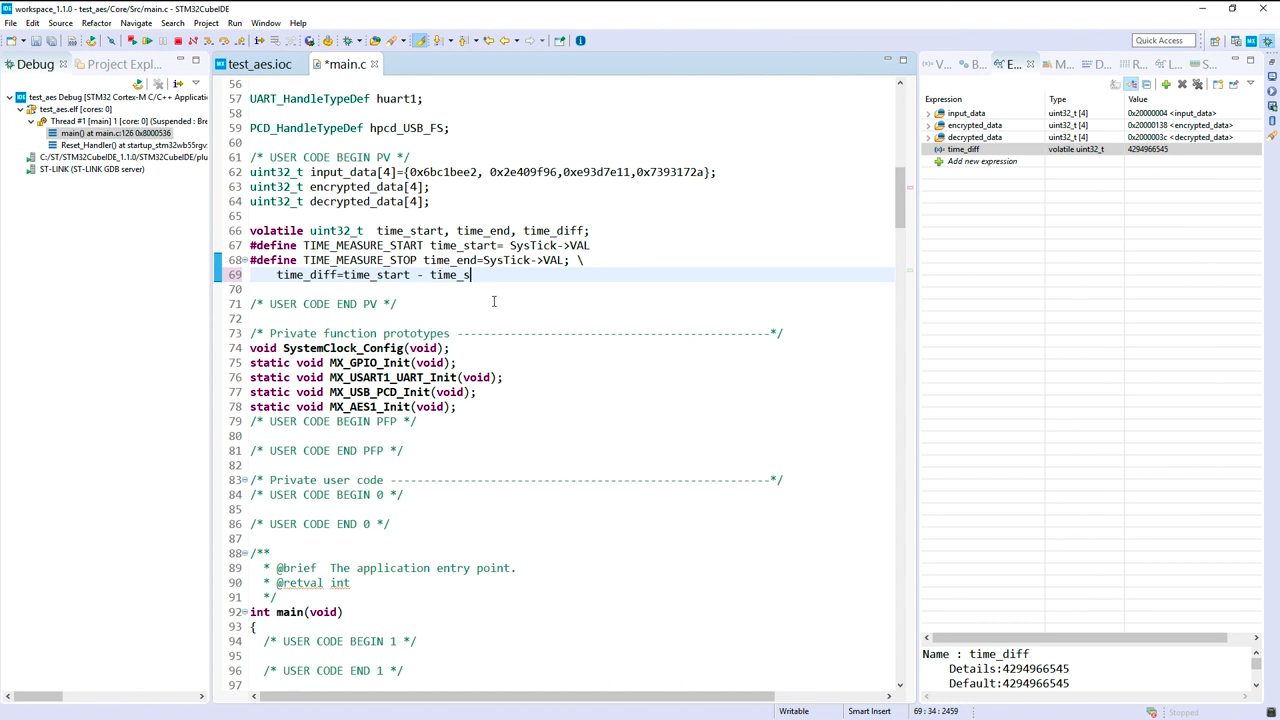 workspace_1.1.0 - test_aes/Core/Src/main.c - STM32CubeIDE
File Edit Source Refactor Navigate Search Project Run Window Help
Quick Access
Debug
Project Expl...
test_aes.ioc
*main.c
V...
B...
E...
M...
D...
R...
L...
S...
test_aes Debug [STM32 Cortex-M C/C++ Applicatio
test_aes.elf [cores: 0]
Thread #1 [main] 1 [core: 0] (Suspended : Bre
main() at main.c:126 0x8000536
Reset_Handler() at startup_stm32wb55rgv.
C:/ST/STM32CubeIDE_1.1.0/STM32CubeIDE/plu
ST-LINK (ST-LINK GDB server)
56
57 UART_HandleTypeDef huart1;
58
59 PCD_HandleTypeDef hpcd_USB_FS;
60
61 /* USER CODE BEGIN PV */
62 uint32_t input_data[4]={0x6bc1bee2, 0x2e409f96,0xe93d7e11,0x7393172a};
63 uint32_t encrypted_data[4];
64 uint32_t decrypted_data[4];
65
66 volatile uint32_t  time_start, time_end, time_diff;
67 #define TIME_MEASURE_START time_start= SysTick->VAL
68 #define TIME_MEASURE_STOP time_end=SysTick->VAL; \
69     time_diff=time_start - time_s
70
71 /* USER CODE END PV */
72
73 /* Private function prototypes -----------------------------------------------*/
74 void SystemClock_Config(void);
75 static void MX_GPIO_Init(void);
76 static void MX_USART1_UART_Init(void);
77 static void MX_USB_PCD_Init(void);
78 static void MX_AES1_Init(void);
79 /* USER CODE BEGIN PFP */
80
81 /* USER CODE END PFP */
82
83 /* Private user code ---------------------------------------------------------*/
84 /* USER CODE BEGIN 0 */
85
86 /* USER CODE END 0 */
87
88 /**
89   * @brief  The application entry point.
90   * @retval int
91   */
92 int main(void)
93 {
94   /* USER CODE BEGIN 1 */
95
96   /* USER CODE END 1 */
97
Expression Type Value
input_data uint32_t [4] 0x20000004 <input_data>
encrypted_data uint32_t [4] 0x20000138 <encrypted_data>
decrypted_data uint32_t [4] 0x2000003c <decrypted_data>
(x)= time_diff volatile uint32_t 4294966545
Add new expression
Name : time_diff
Details:4294966545
Default:4294966545
Writable
Smart Insert
69 : 34 : 2459
Stopped